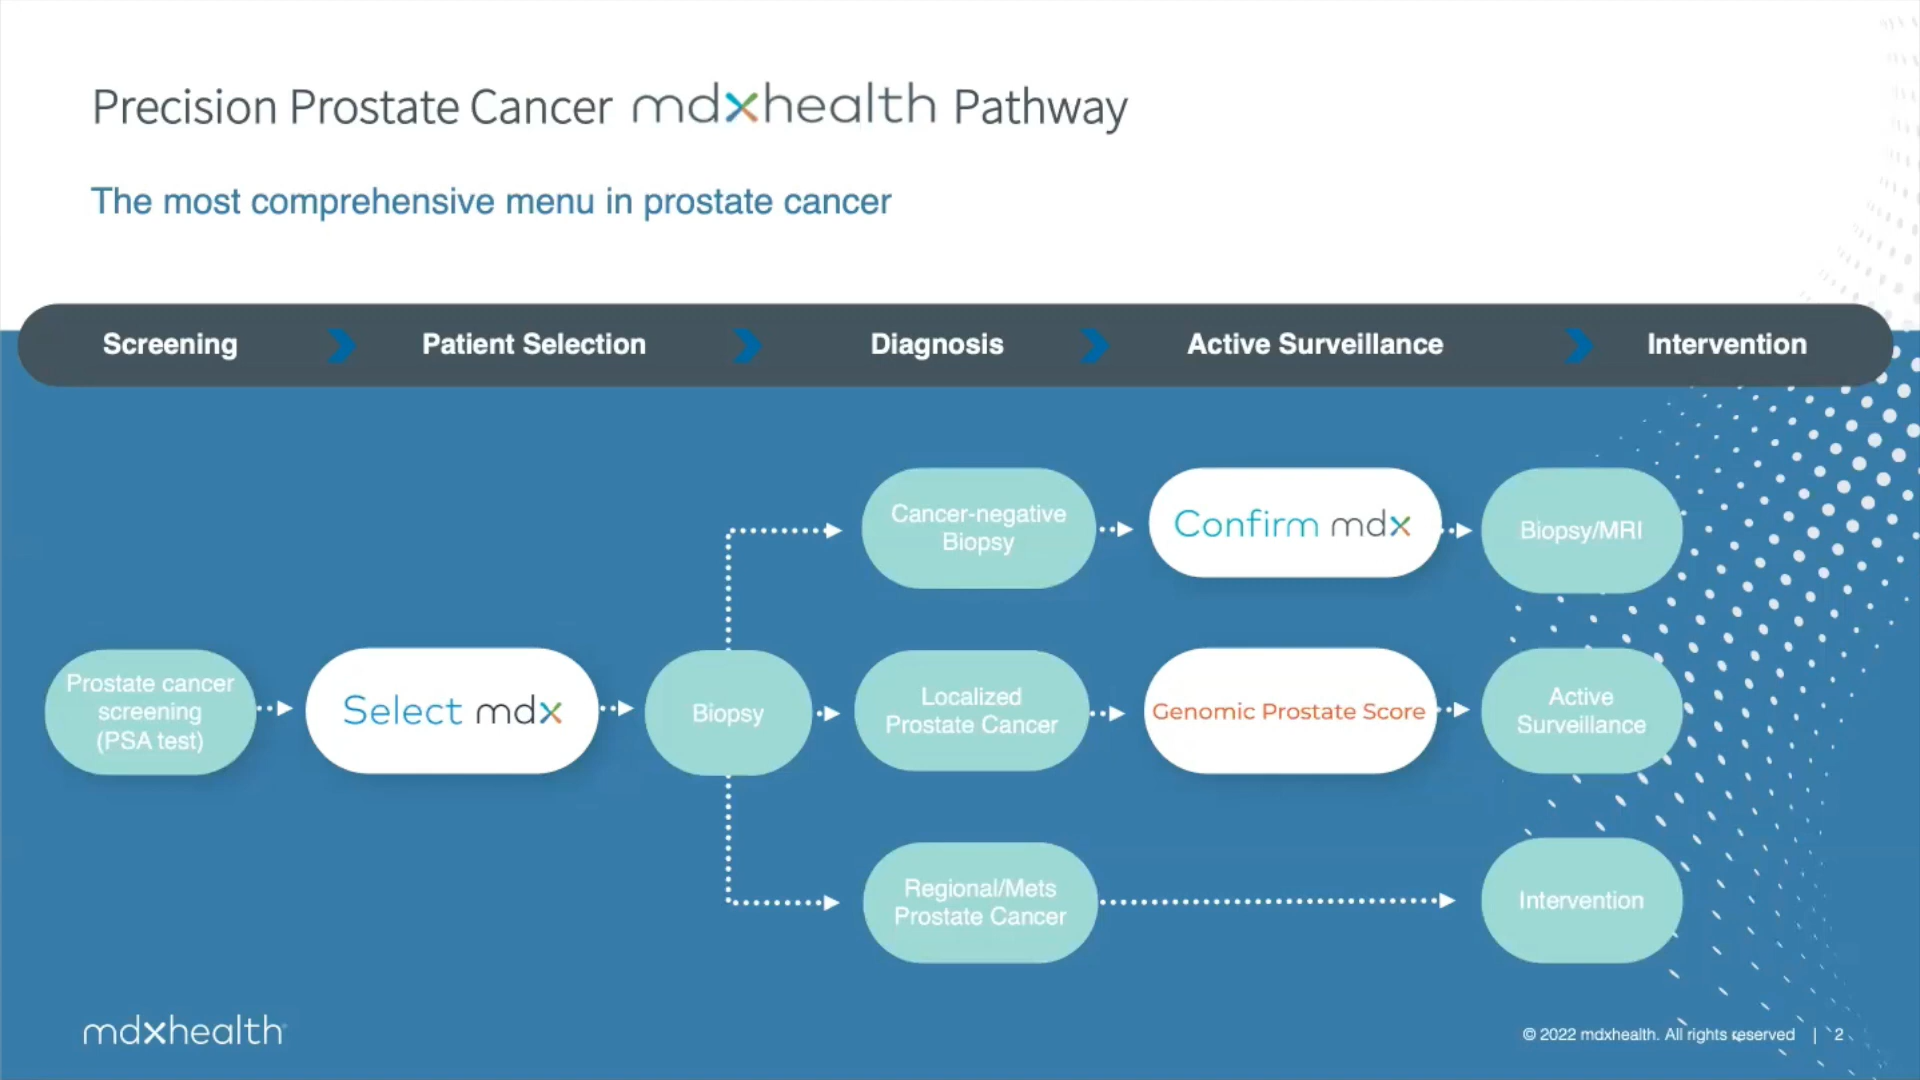 Precision Prostate Cancer mdxhealth Pathway
The most comprehensive menu in prostate cancer
Screening
Patient Selection
Diagnosis
Active Surveillance
Intervention
Cancer-negative
Biopsy
Confirm mdx
Biopsy/MRI
Prostate cancer
screening
(PSA test)
Select mdx
Biopsy
Localized
Prostate Cancer
Genomic Prostate Score
Active
Surveillance
Regional/Mets
Prostate Cancer
Intervention
mdxhealth
© 2022 mdxhealth. All rights reserved | 2